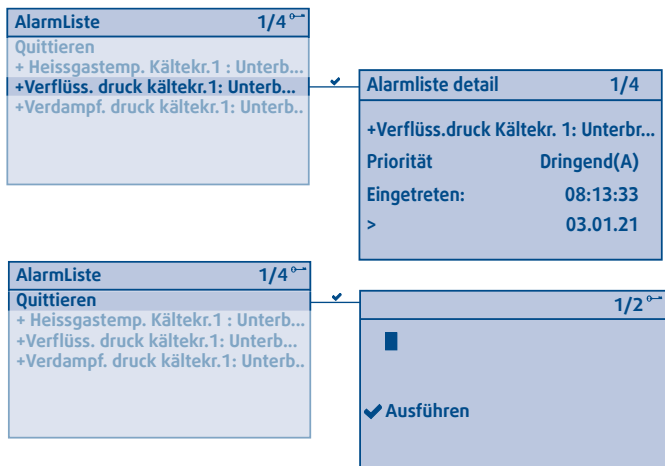 AlarmListe 1/4
Quittieren
+ Heissgastemp. Kältekr.1 : Unterb...
+Verflüss. druck kältekr.1: Unterb...
+Verdampf. druck kältekr.1: Unterb..
Alarmliste detail 1/4
+Verflüss.druck Kältekr. 1: Unterbr...
Priorität Dringend(A)
Eingetreten: 08:13:33
> 03.01.21
AlarmListe 1/4
Quittieren
+ Heissgastemp. Kältekr.1 : Unterb...
+Verflüss. druck kältekr.1: Unterb...
+Verdampf. druck kältekr.1: Unterb..
1/2
Ausführen